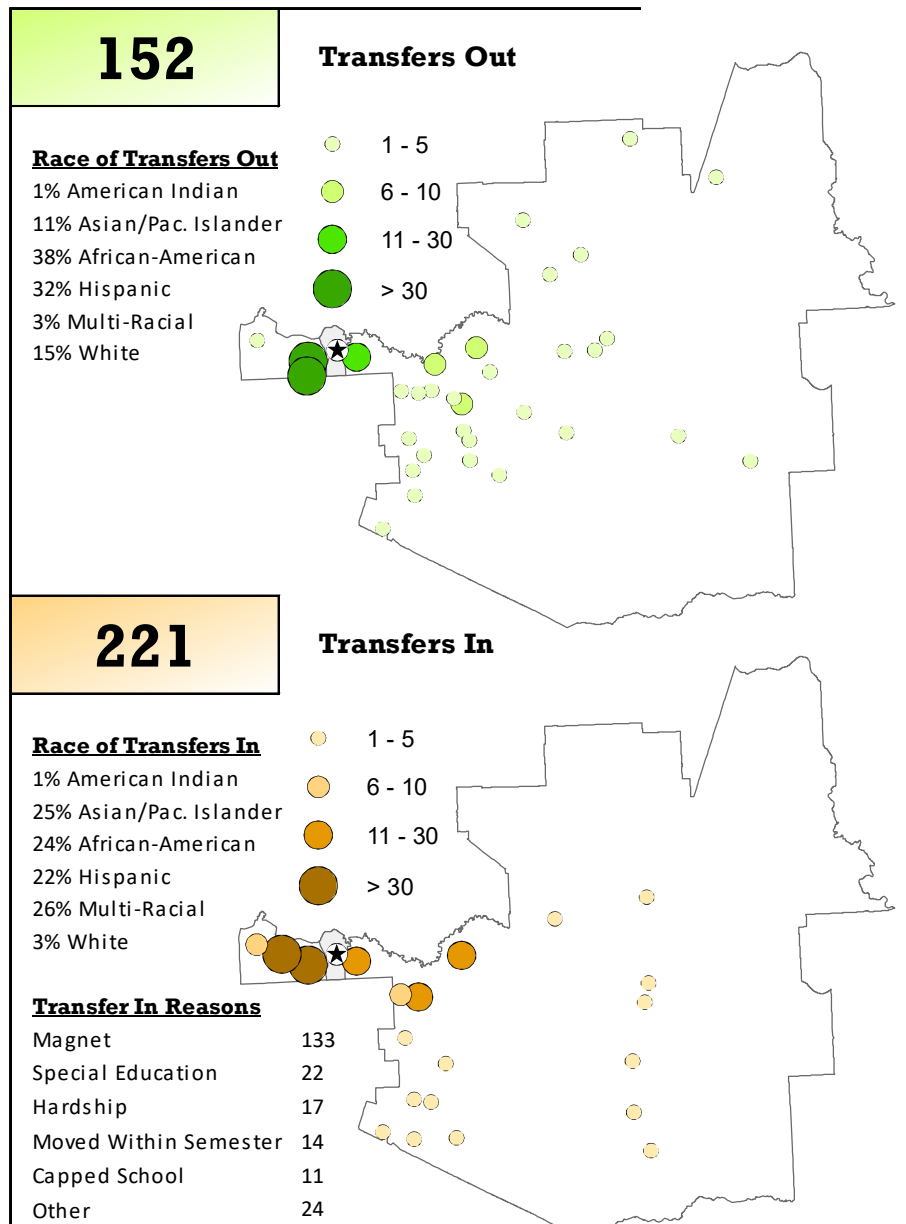 152
Transfers Out
Race of Transfers Out
1% American Indian
11% Asian/Pac. Islander
38% African-American
32% Hispanic
3% Multi-Racial
15% White
1 - 5
6 - 10
11 - 30
> 30
221
Transfers In
Race of Transfers In
1% American Indian
25% Asian/Pac. Islander
24% African-American
22% Hispanic
26% Multi-Racial
3% White
1 - 5
6 - 10
11 - 30
> 30
Transfer In Reasons
Magnet 133
Special Education 22
Hardship 17
Moved Within Semester 14
Capped School 11
Other 24